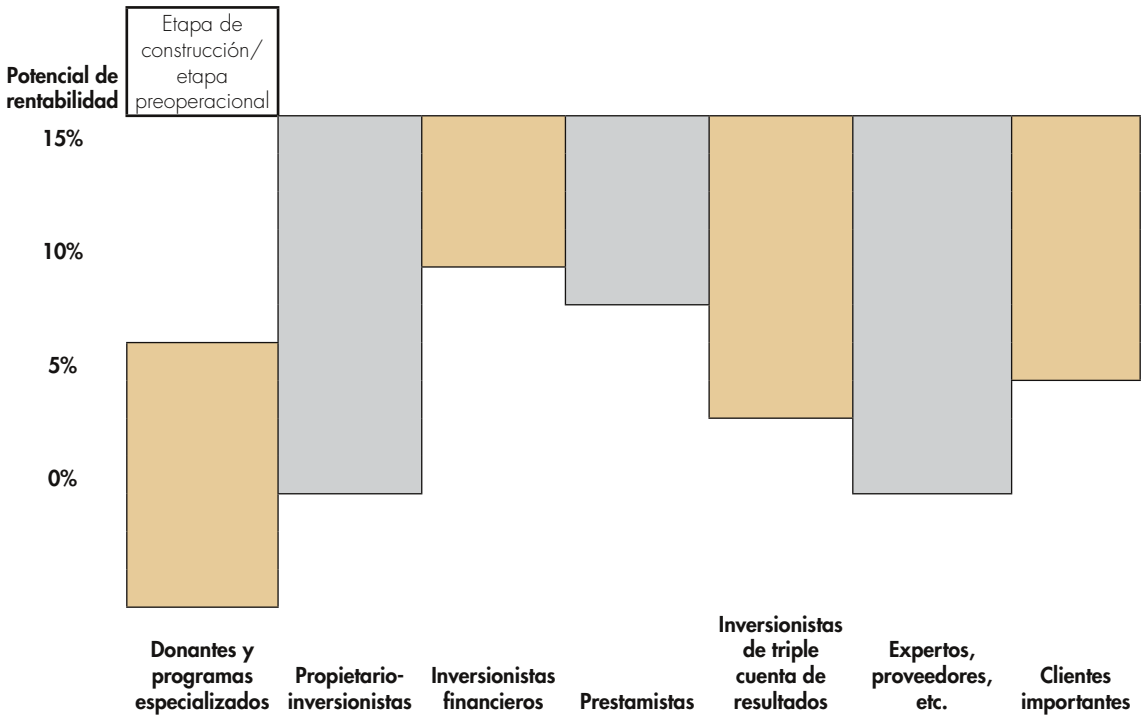 Etapa de
construcción/
etapa
preoperacional
Potencial de
rentabilidad
15%
10%
5%
0%
Donantes y
programas
especializados
Propietario-
inversionistas
Inversionistas
financieros
Prestamistas
Inversionistas
de triple
cuenta de
resultados
Expertos,
proveedores,
etc.
Clientes
importantes